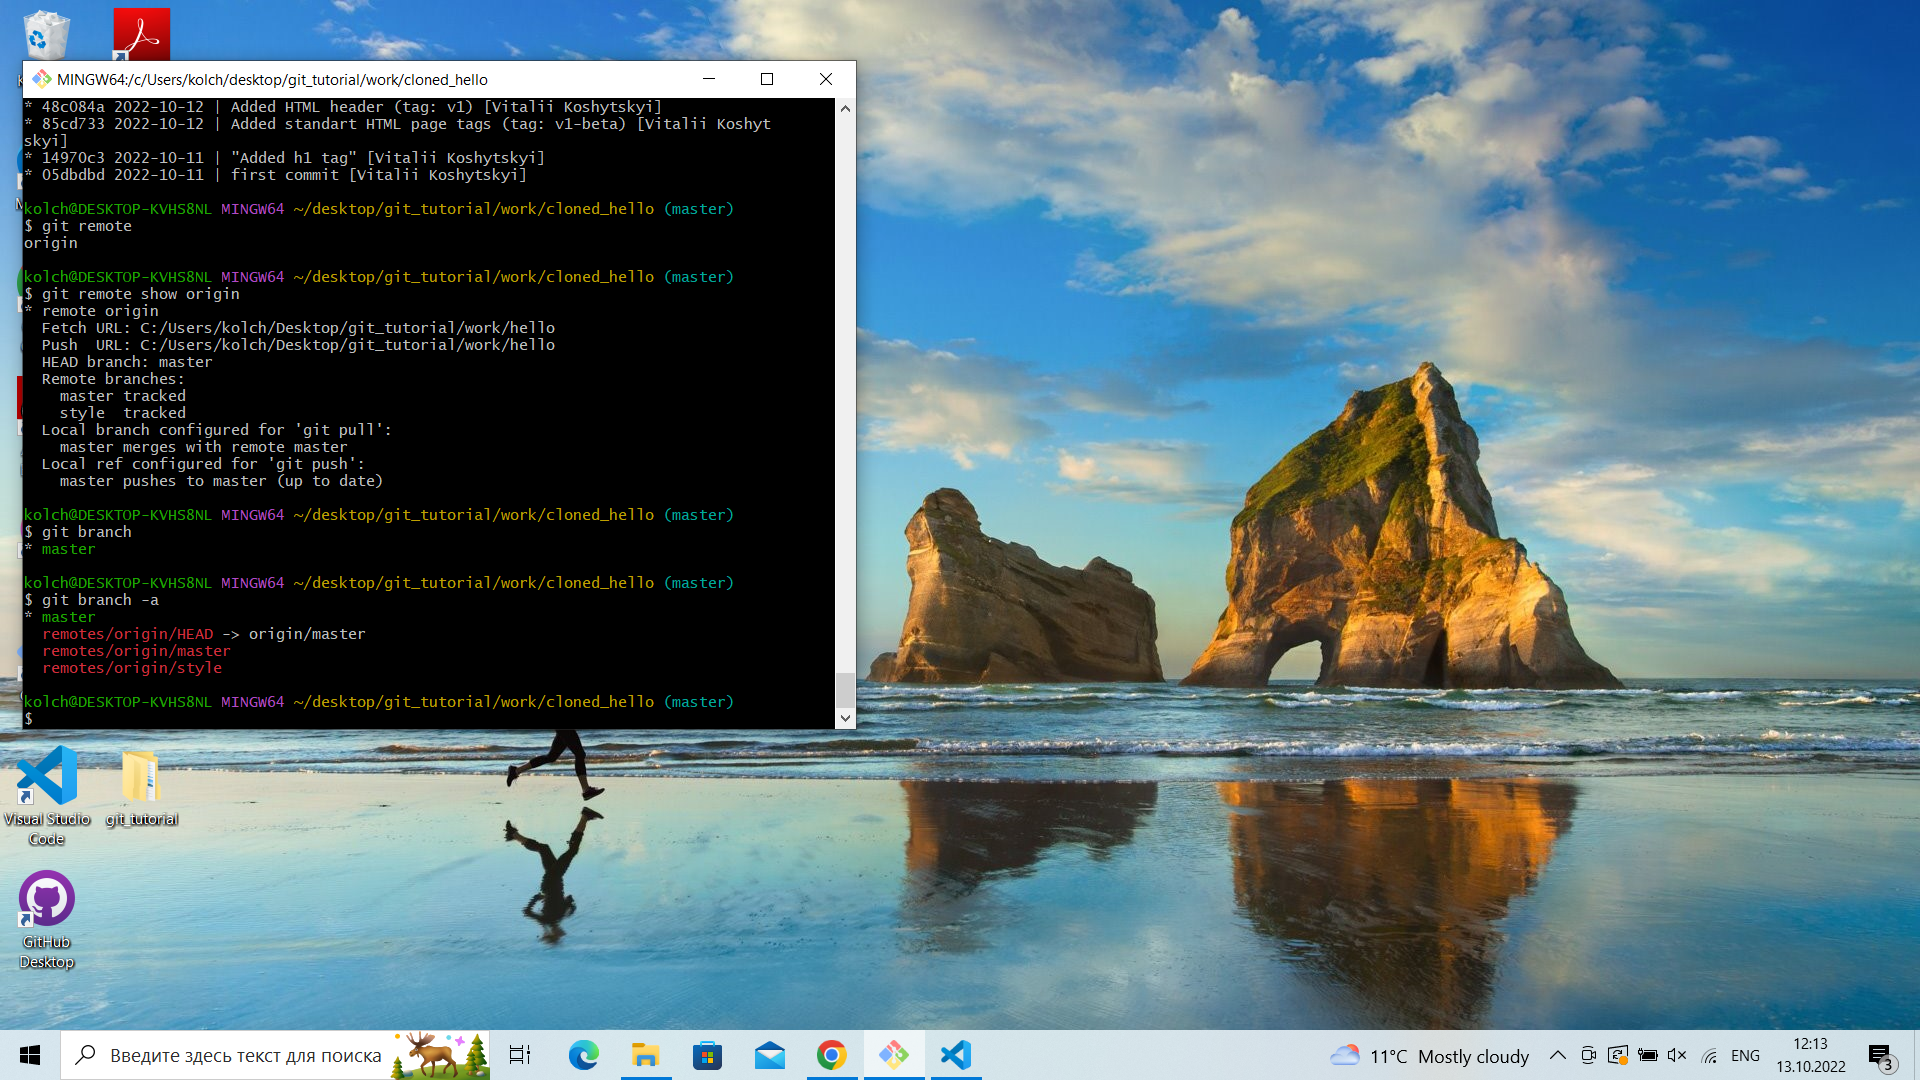 MINGW64:/c/Users/kolch/desktop/git_tutorial/work/cloned_hello
* 48c084a 2022-10-12 | Added HTML header (tag: v1) [Vitalii Koshytskyi]
* 85cd733 2022-10-12 | Added standart HTML page tags (tag: v1-beta) [Vitalii Koshyt
skyi]
* 14970c3 2022-10-11 | "Added h1 tag" [Vitalii Koshytskyi]
* 05dbdbd 2022-10-11 | first commit [Vitalii Koshytskyi]
kolch@DESKTOP-KVHS8NL MINGW64 ~/desktop/git_tutorial/work/cloned_hello (master)
$ git remote
origin
kolch@DESKTOP-KVHS8NL MINGW64 ~/desktop/git_tutorial/work/cloned_hello (master)
$ git remote show origin
* remote origin
Fetch URL: C:/Users/kolch/Desktop/git_tutorial/work/hello
Push  URL: C:/Users/kolch/Desktop/git_tutorial/work/hello
HEAD branch: master
Remote branches:
master tracked
style  tracked
Local branch configured for 'git pull':
master merges with remote master
Local ref configured for 'git push':
master pushes to master (up to date)
kolch@DESKTOP-KVHS8NL MINGW64 ~/desktop/git_tutorial/work/cloned_hello (master)
$ git branch
* master
kolch@DESKTOP-KVHS8NL MINGW64 ~/desktop/git_tutorial/work/cloned_hello (master)
$ git branch -a
* master
remotes/origin/HEAD -> origin/master
remotes/origin/master
remotes/origin/style
kolch@DESKTOP-KVHS8NL MINGW64 ~/desktop/git_tutorial/work/cloned_hello (master)
$
Visual Studio
Code
git_tutorial
GitHub
Desktop
Введите здесь текст для поиска
11°C Mostly cloudy
ENG
12:13
13.10.2022
3